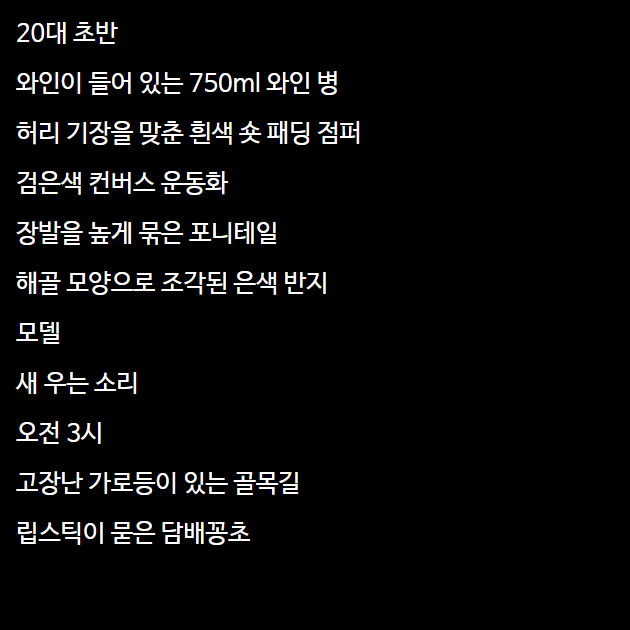 20대 초반
와인이 들어 있는 750ml 와인 병
허리 기장을 맞춘 흰색 숏 패딩 점퍼
검은색 컨버스 운동화
장발을 높게 묶은 포니테일
해골 모양으로 조각된 은색 반지
모델
새 우는 소리
오전 3시
고장난 가로등이 있는 골목길
립스틱이 묻은 담배꽁초